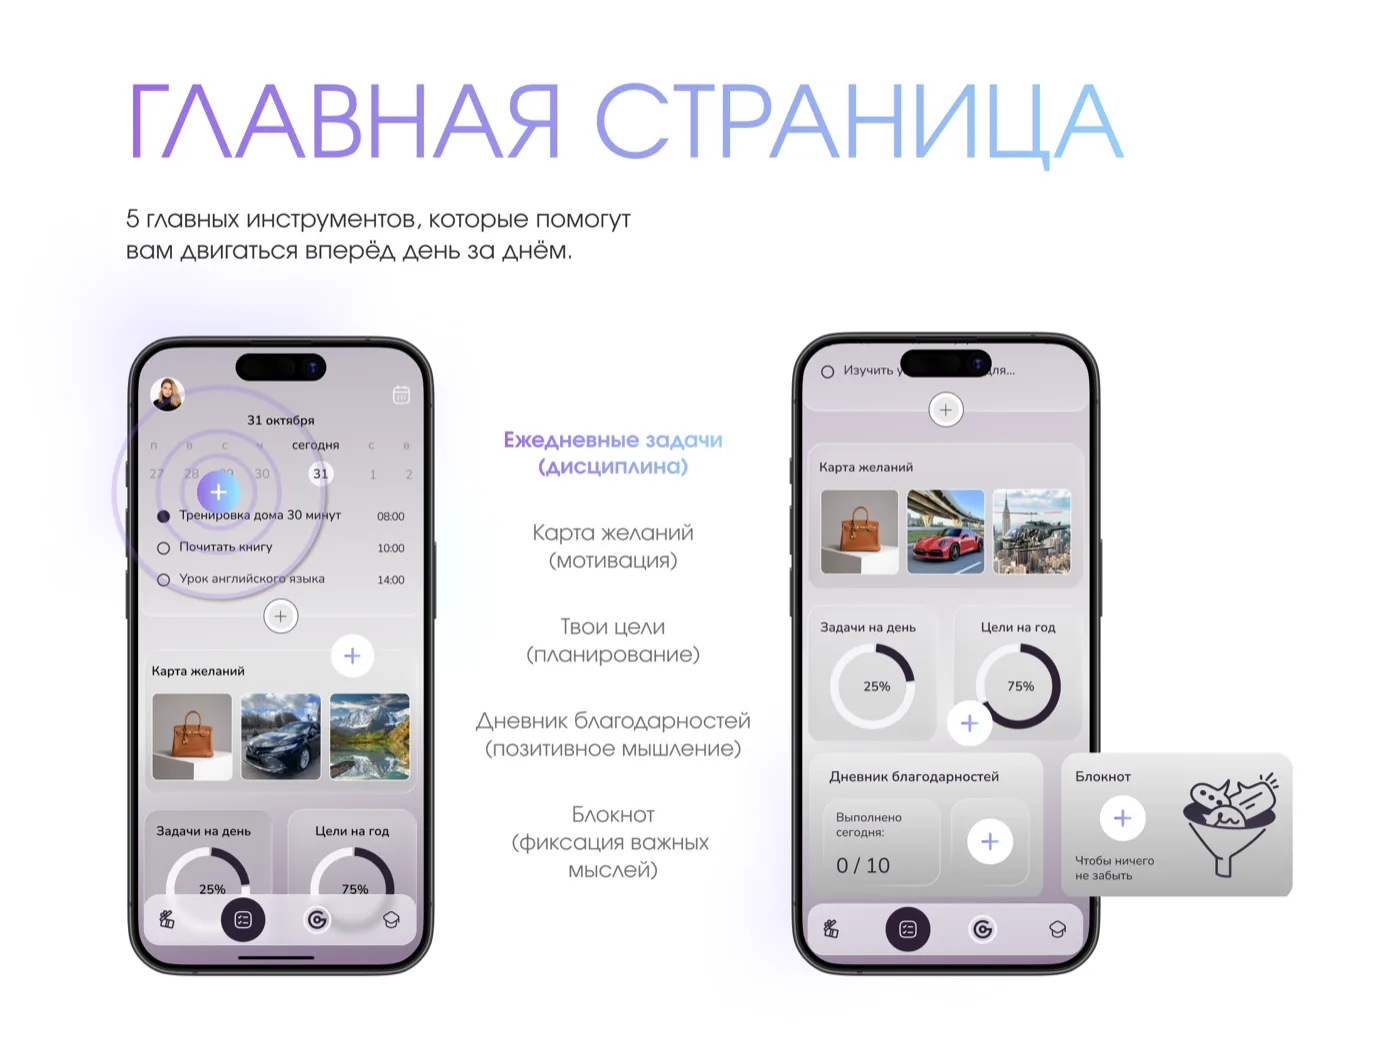 ГЛАВНАЯ СТРАНИЦА
5 главных инструментов, которые помогут
вам двигаться вперёд день за днём.
31 октября
п в с ч сегодня с в
27 28 29 30 31 1 2
Тренировка дома 30 минут 08:00
Почитать книгу 10:00
Урок английского языка 14:00
Карта желаний
Задачи на день
25%
Цели на год
75%
Ежедневные задачи
(дисциплина)
Карта желаний
(мотивация)
Твои цели
(планирование)
Дневник благодарностей
(позитивное мышление)
Блокнот
(фиксация важных
мыслей)
Изучить для...
Карта желаний
Задачи на день
25%
Цели на год
75%
Дневник благодарностей
Выполнено
сегодня:
0 / 10
Блокнот
Чтобы ничего
не забыть